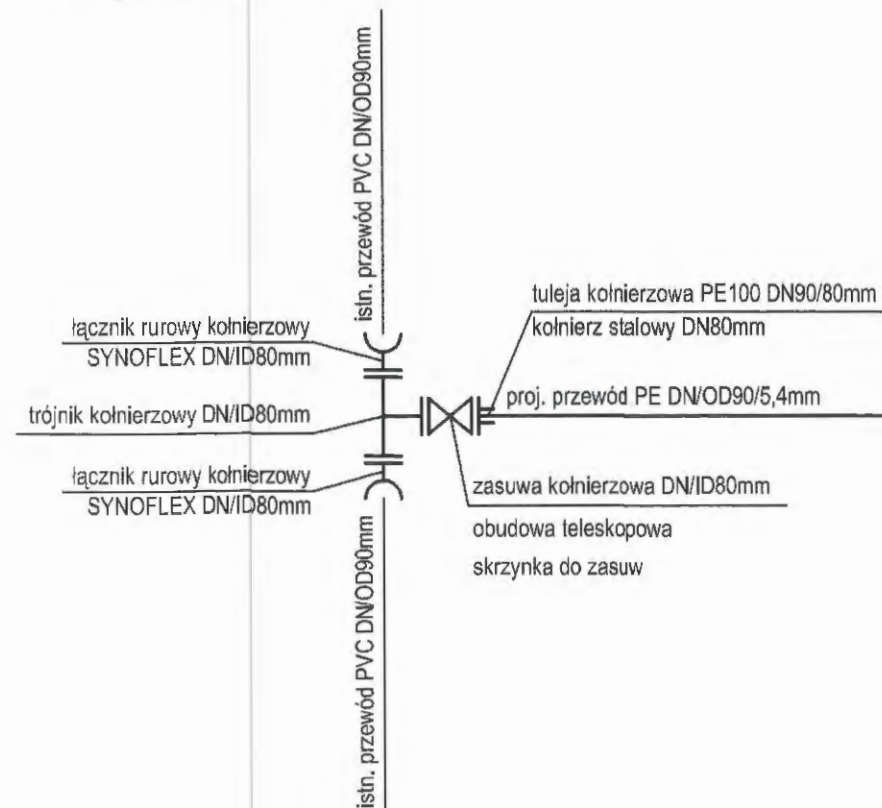 istn. przewód PVC DN/OD90mm
łącznik rurowy kołnierzowy
SYNOFLEX DN/ID80mm
trójnik kołnierzowy DN/ID80mm
łącznik rurowy kołnierzowy
SYNOFLEX DN/ID80mm
tuleja kołnierzowa PE100 DN90/80mm
kołnierz stalowy DN80mm
proj. przewód PE DN/OD90/5,4mm
zasuwa kołnierzowa DN/ID80mm
obudowa teleskopowa
skrzynka do zasuw
istn. przewód PVC DN/OD90mm